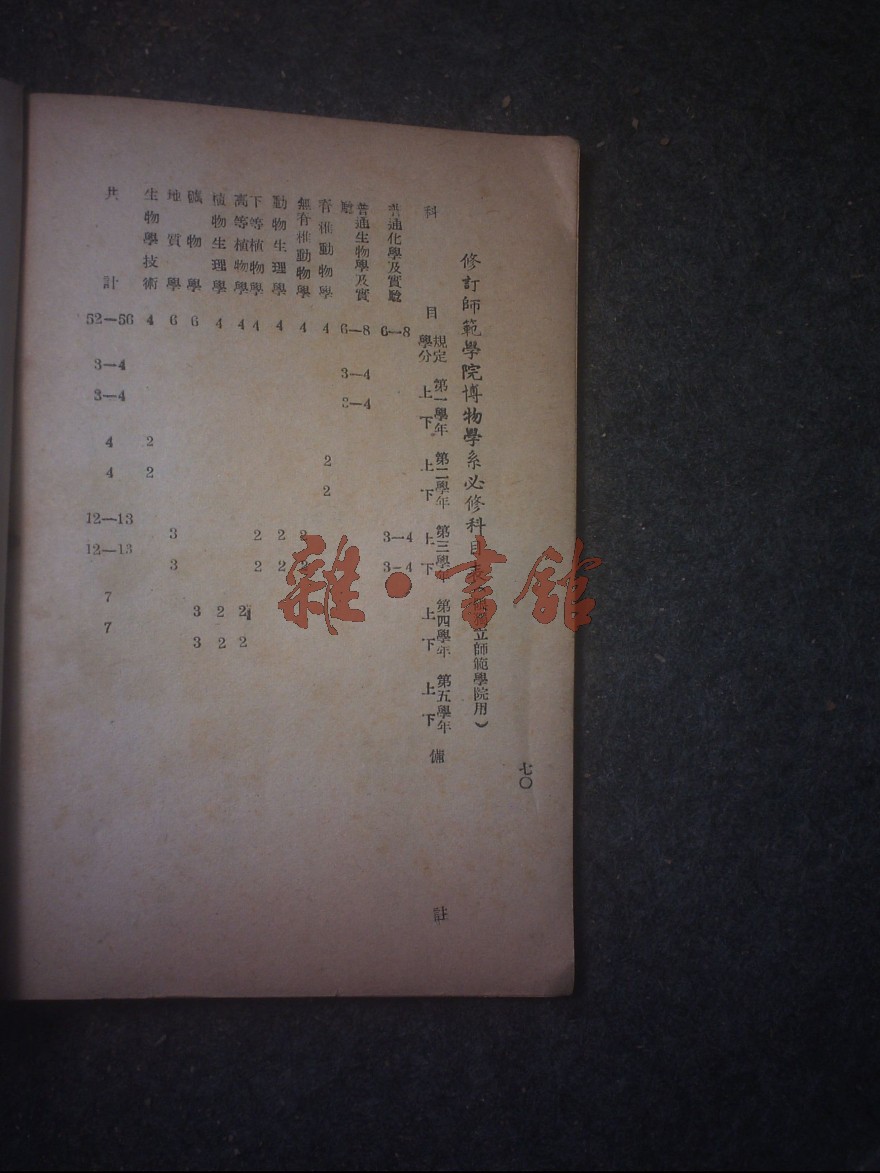 七〇
修訂師範學院博物學系必修科目表 立師範學院用）
科目 規定學分 第一學年 上 下 第二學年 上 下 第三學年 上 下 第四學年 上 下 第五學年 上 下 備註
普通化學及實驗 6—8 3—4 3—4
普通生物學及實驗 6—8 3—4 3—4
脊椎動物學 4 2 2
無脊椎動物學 4 2
動物生理學 4 2 2
下等植物學 4 2 2
高等植物學 4 2 2
植物生理學 4 2 2
礦物學 6 3 3
地質學 6 3 3
生物學技術 4 2 2
共計 52—56 3—4 3—4 4 4 12—13 12—13 7 7
雜·書館